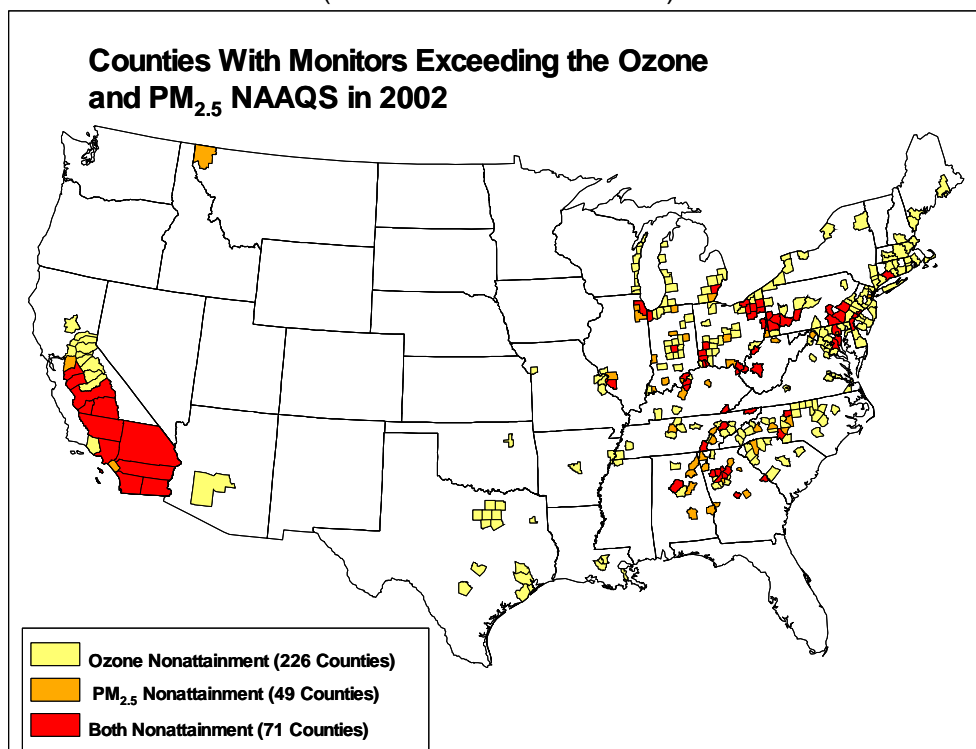 Counties With Monitors Exceeding the Ozone
and PM2.5 NAAQS in 2002
Ozone Nonattainment (226 Counties)
PM2.5 Nonattainment (49 Counties)
Both Nonattainment (71 Counties)